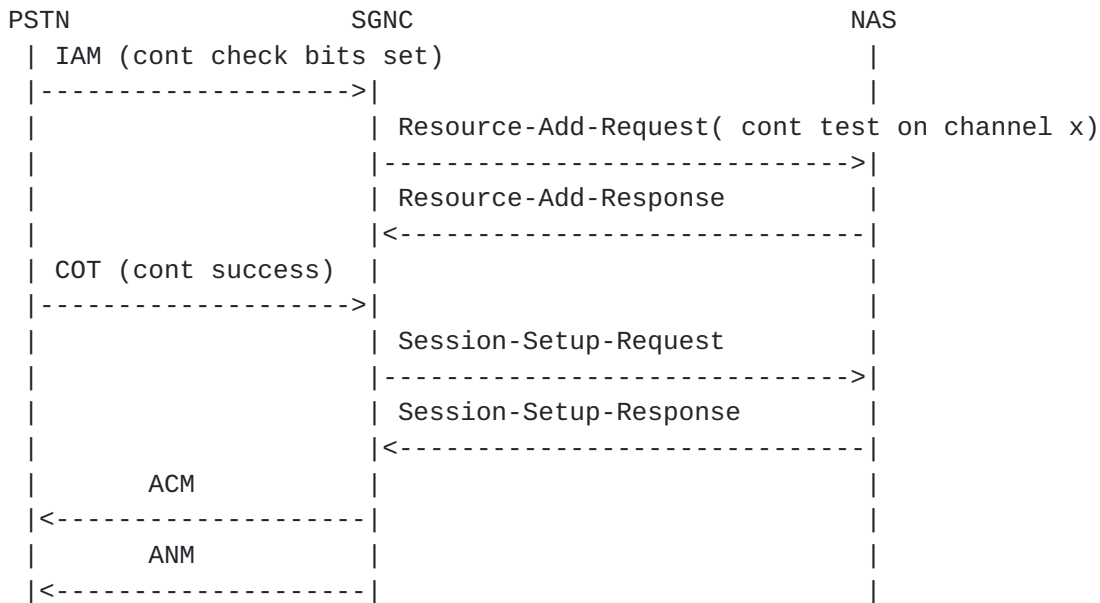 PSTN SGNC NAS
| IAM (cont check bits set) |
|-------------------->| |
| | Resource-Add-Request( cont test on channel x)
| |------------------------------>|
| | Resource-Add-Response |
| |<------------------------------|
| COT (cont success) | |
|-------------------->| |
| | Session-Setup-Request |
| |------------------------------>|
| | Session-Setup-Response |
| |<------------------------------|
| ACM | |
|<--------------------| |
| ANM | |
|<--------------------| |